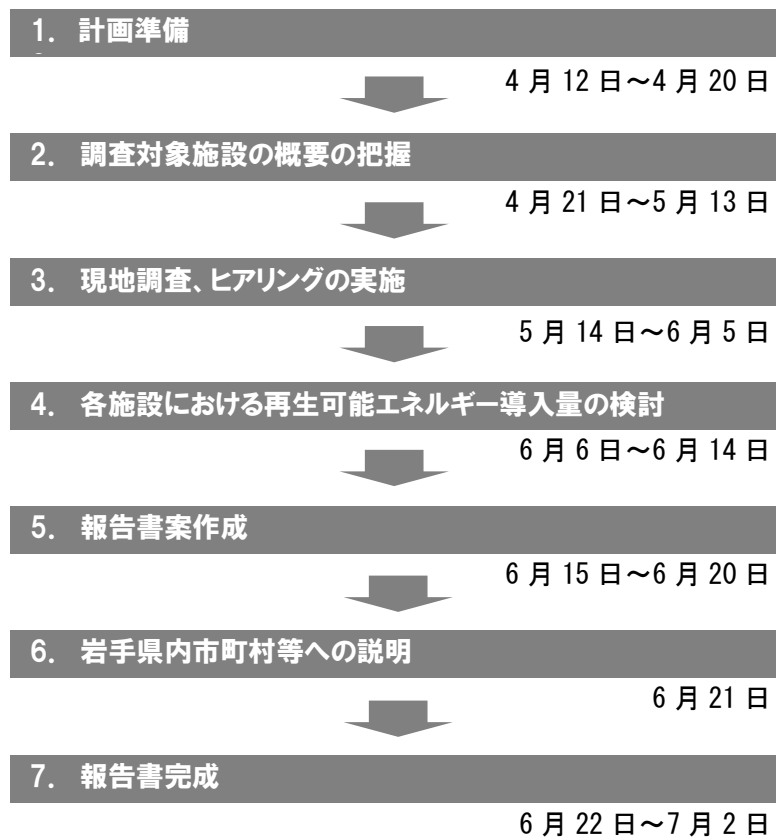 1. 計画準備
4 月 12 日～4 月 20 日
2. 調査対象施設の概要の把握
4 月 21 日～5 月 13 日
3. 現地調査、ヒアリングの実施
5 月 14 日～6 月 5 日
4. 各施設における再生可能エネルギー導入量の検討
6 月 6 日～6 月 14 日
5. 報告書案作成
6 月 15 日～6 月 20 日
6. 岩手県内市町村等への説明
6 月 21 日
7. 報告書完成
6 月 22 日～7 月 2 日